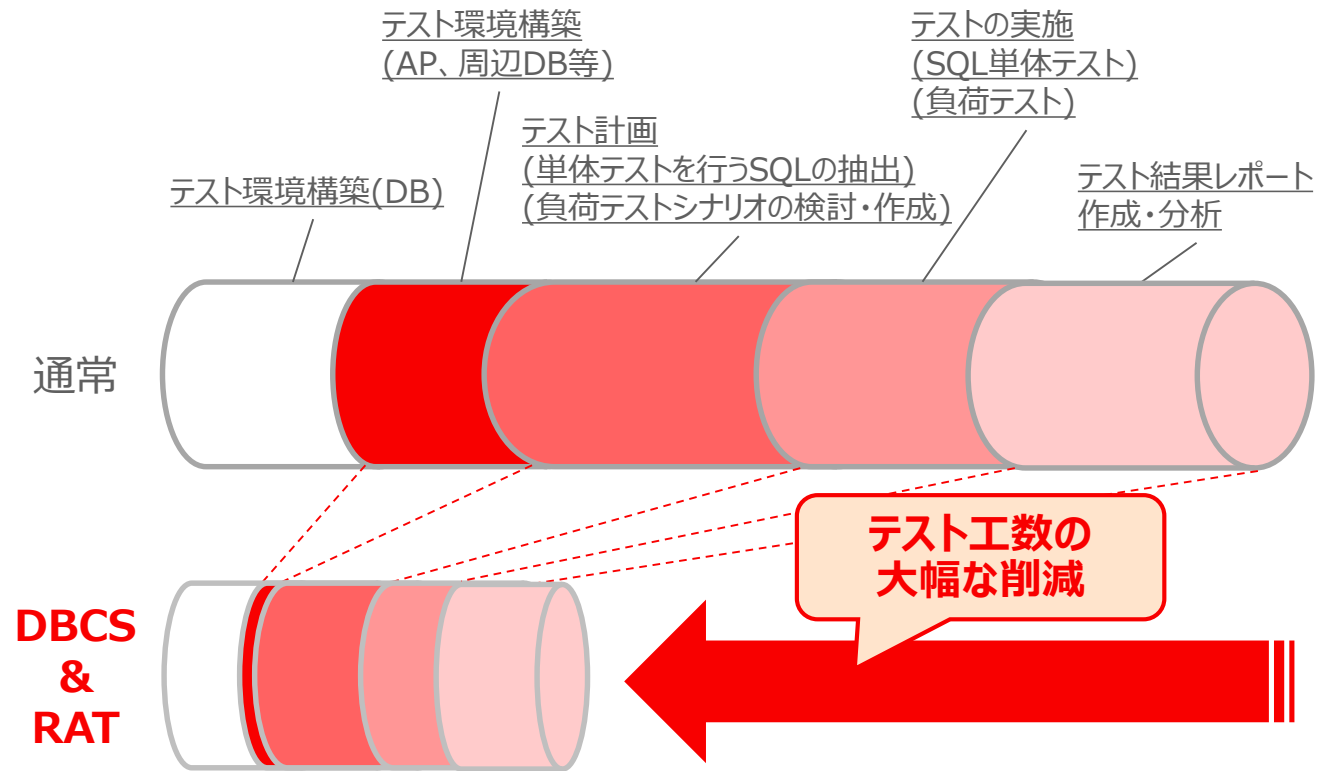 テスト環境構築
(AP、周辺DB等)
テストの実施
(SQL単体テスト)
(負荷テスト)
テスト計画
(単体テストを行うSQLの抽出)
(負荷テストシナリオの検討・作成)
テスト環境構築(DB)
テスト結果レポート
作成・分析
通常
テスト工数の
大幅な削減
DBCS
&
RAT